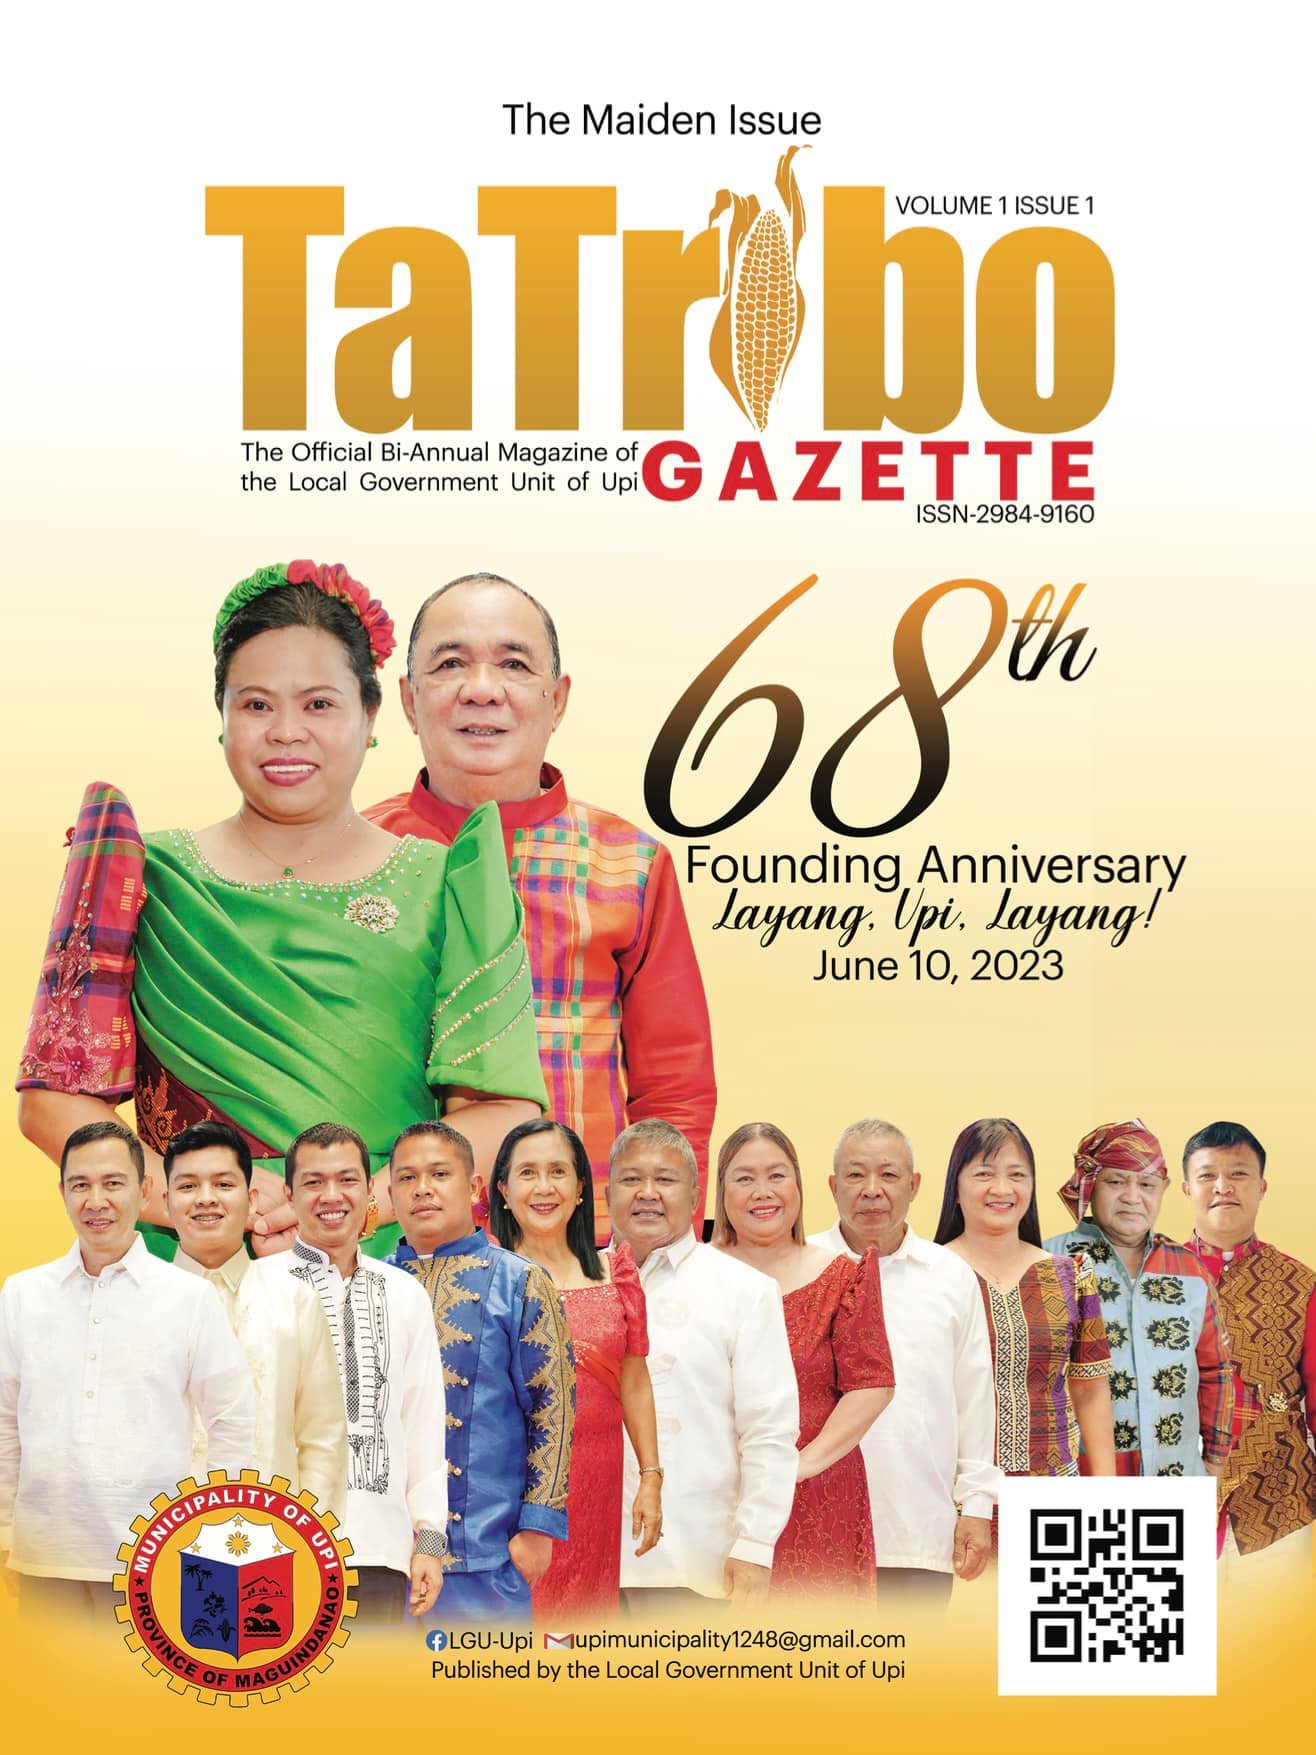 The Maiden Issue
TaTribo
VOLUME 1 ISSUE 1
The Official Bi-Annual Magazine of
the Local Government Unit of Upi
GAZETTE
ISSN-2984-9160
68th
Founding Anniversary
Layang, Upi, Layang!
June 10, 2023
MUNICIPALITY OF UPI
PROVINCE OF MAGUINDANAO
LGU-Upi upimunicipality1248@gmail.com
Published by the Local Government Unit of Upi